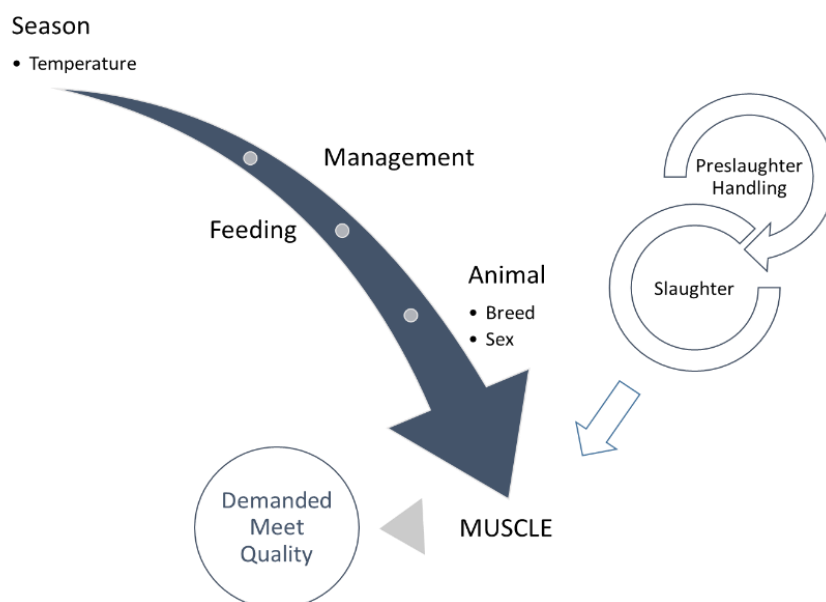 Season
• Temperature
Management
Preslaughter
Handling
Feeding
Animal
• Breed
• Sex
Slaughter
MUSCLE
Demanded
Meet
Quality